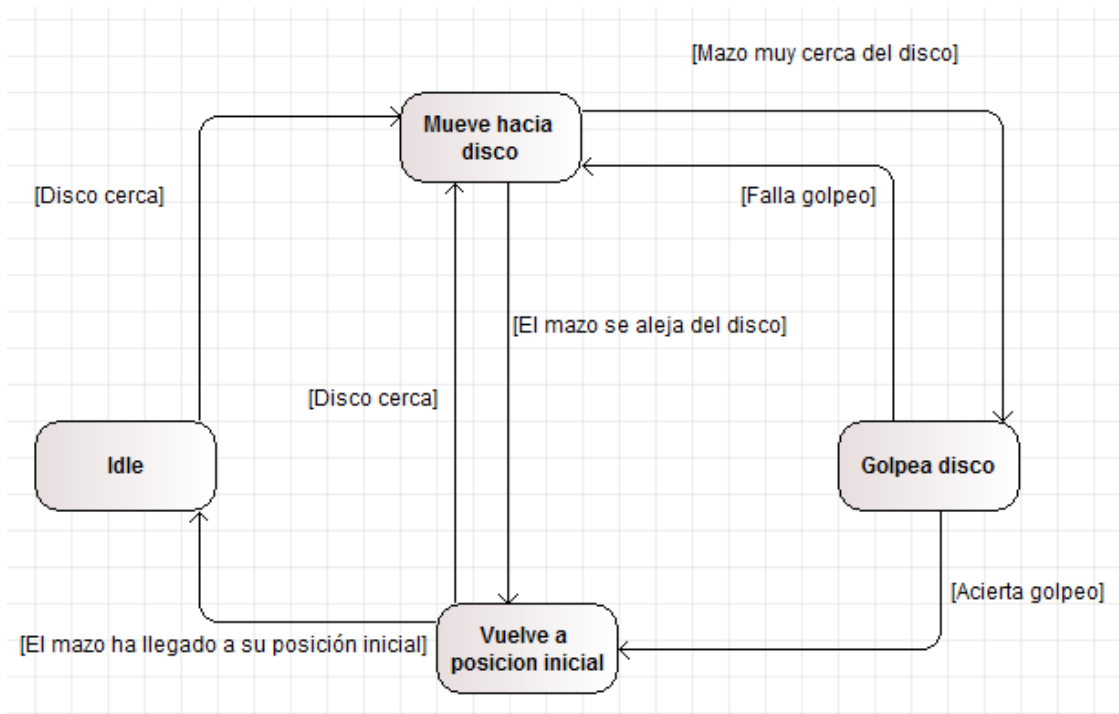 [Mazo muy cerca del disco]
Mueve hacia
disco
[Disco cerca]
[Falla golpeo]
[El mazo se aleja del disco]
[Disco cerca]
Idle
Golpea disco
[Acierta golpeo]
[El mazo ha llegado a su posición inicial]
Vuelve a
posicion inicial